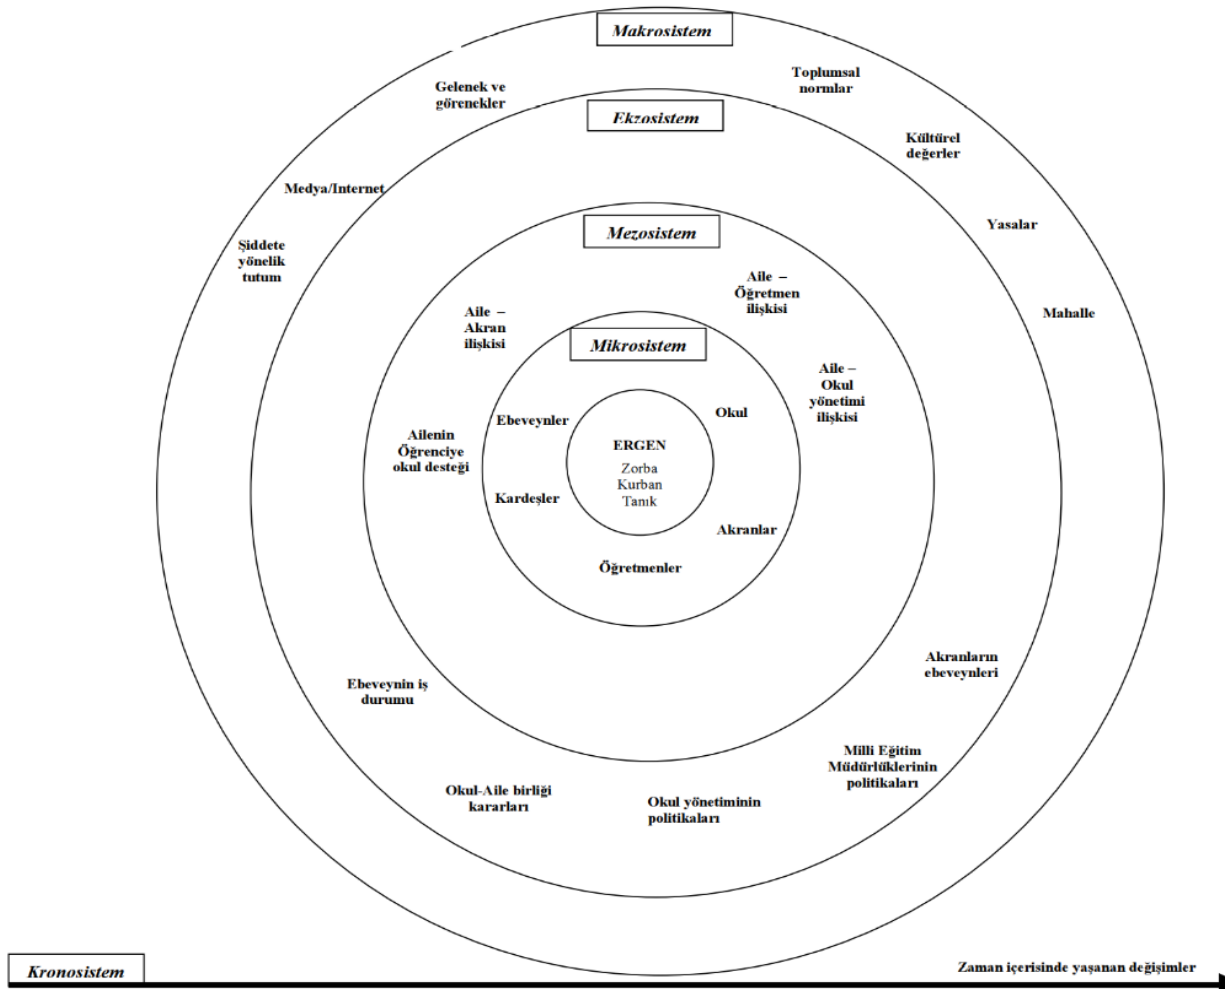 Makrosistem
Gelenek ve
görenekler
Toplumsal
normlar
Ekzosistem
Kültürel
değerler
Medya/Internet
Yasalar
Şiddete
yönelik
tutum
Mahalle
Mezosistem
Aile –
Akran
ilişkisi
Aile –
Öğretmen
ilişkisi
Aile –
Okul
yönetimi
ilişkisi
Ailenin
Öğrenciye
okul desteği
Mikrosistem
Ebeveynler
Okul
Kardeşler
Akranlar
Öğretmenler
ERGEN
Zorba
Kurban
Tanık
Ebeveynin iş
durumu
Akranların
ebeveynleri
Okul-Aile birliği
kararları
Okul yönetiminin
politikaları
Milli Eğitim
Müdürlüklerinin
politikaları
Kronosistem
Zaman içerisinde yaşanan değişimler